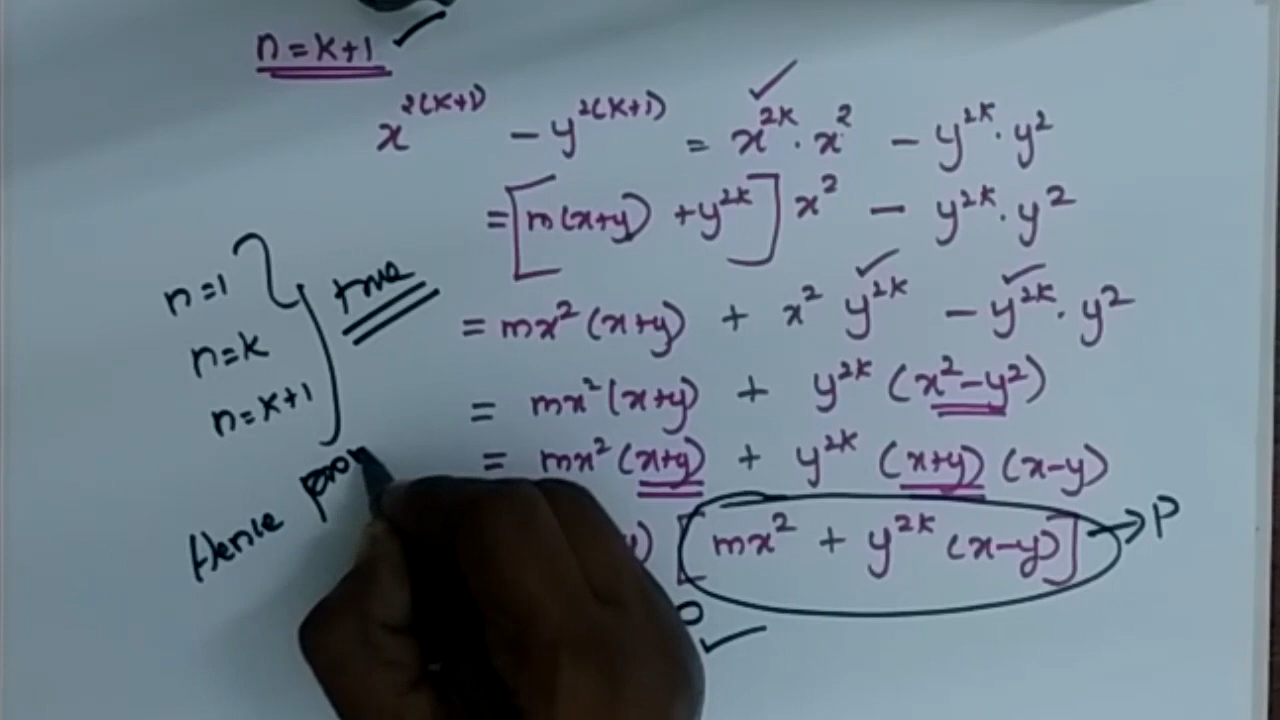 n=k+1
x^{2(k+1)} - y^{2(k+1)} = x^{2k} . x^2 - y^{2k} . y^2
= [m(x+y) + y^{2k}] x^2 - y^{2k} . y^2
= mx^2 (x+y) + x^2 y^{2k} - y^{2k} . y^2
= mx^2 (x+y) + y^{2k} (x^2-y^2)
= mx^2 (x+y) + y^{2k} (x+y) (x-y)
y) [mx^2 + y^{2k} (x-y)] → P
n=1
n=k
n=k+1
true
Hence